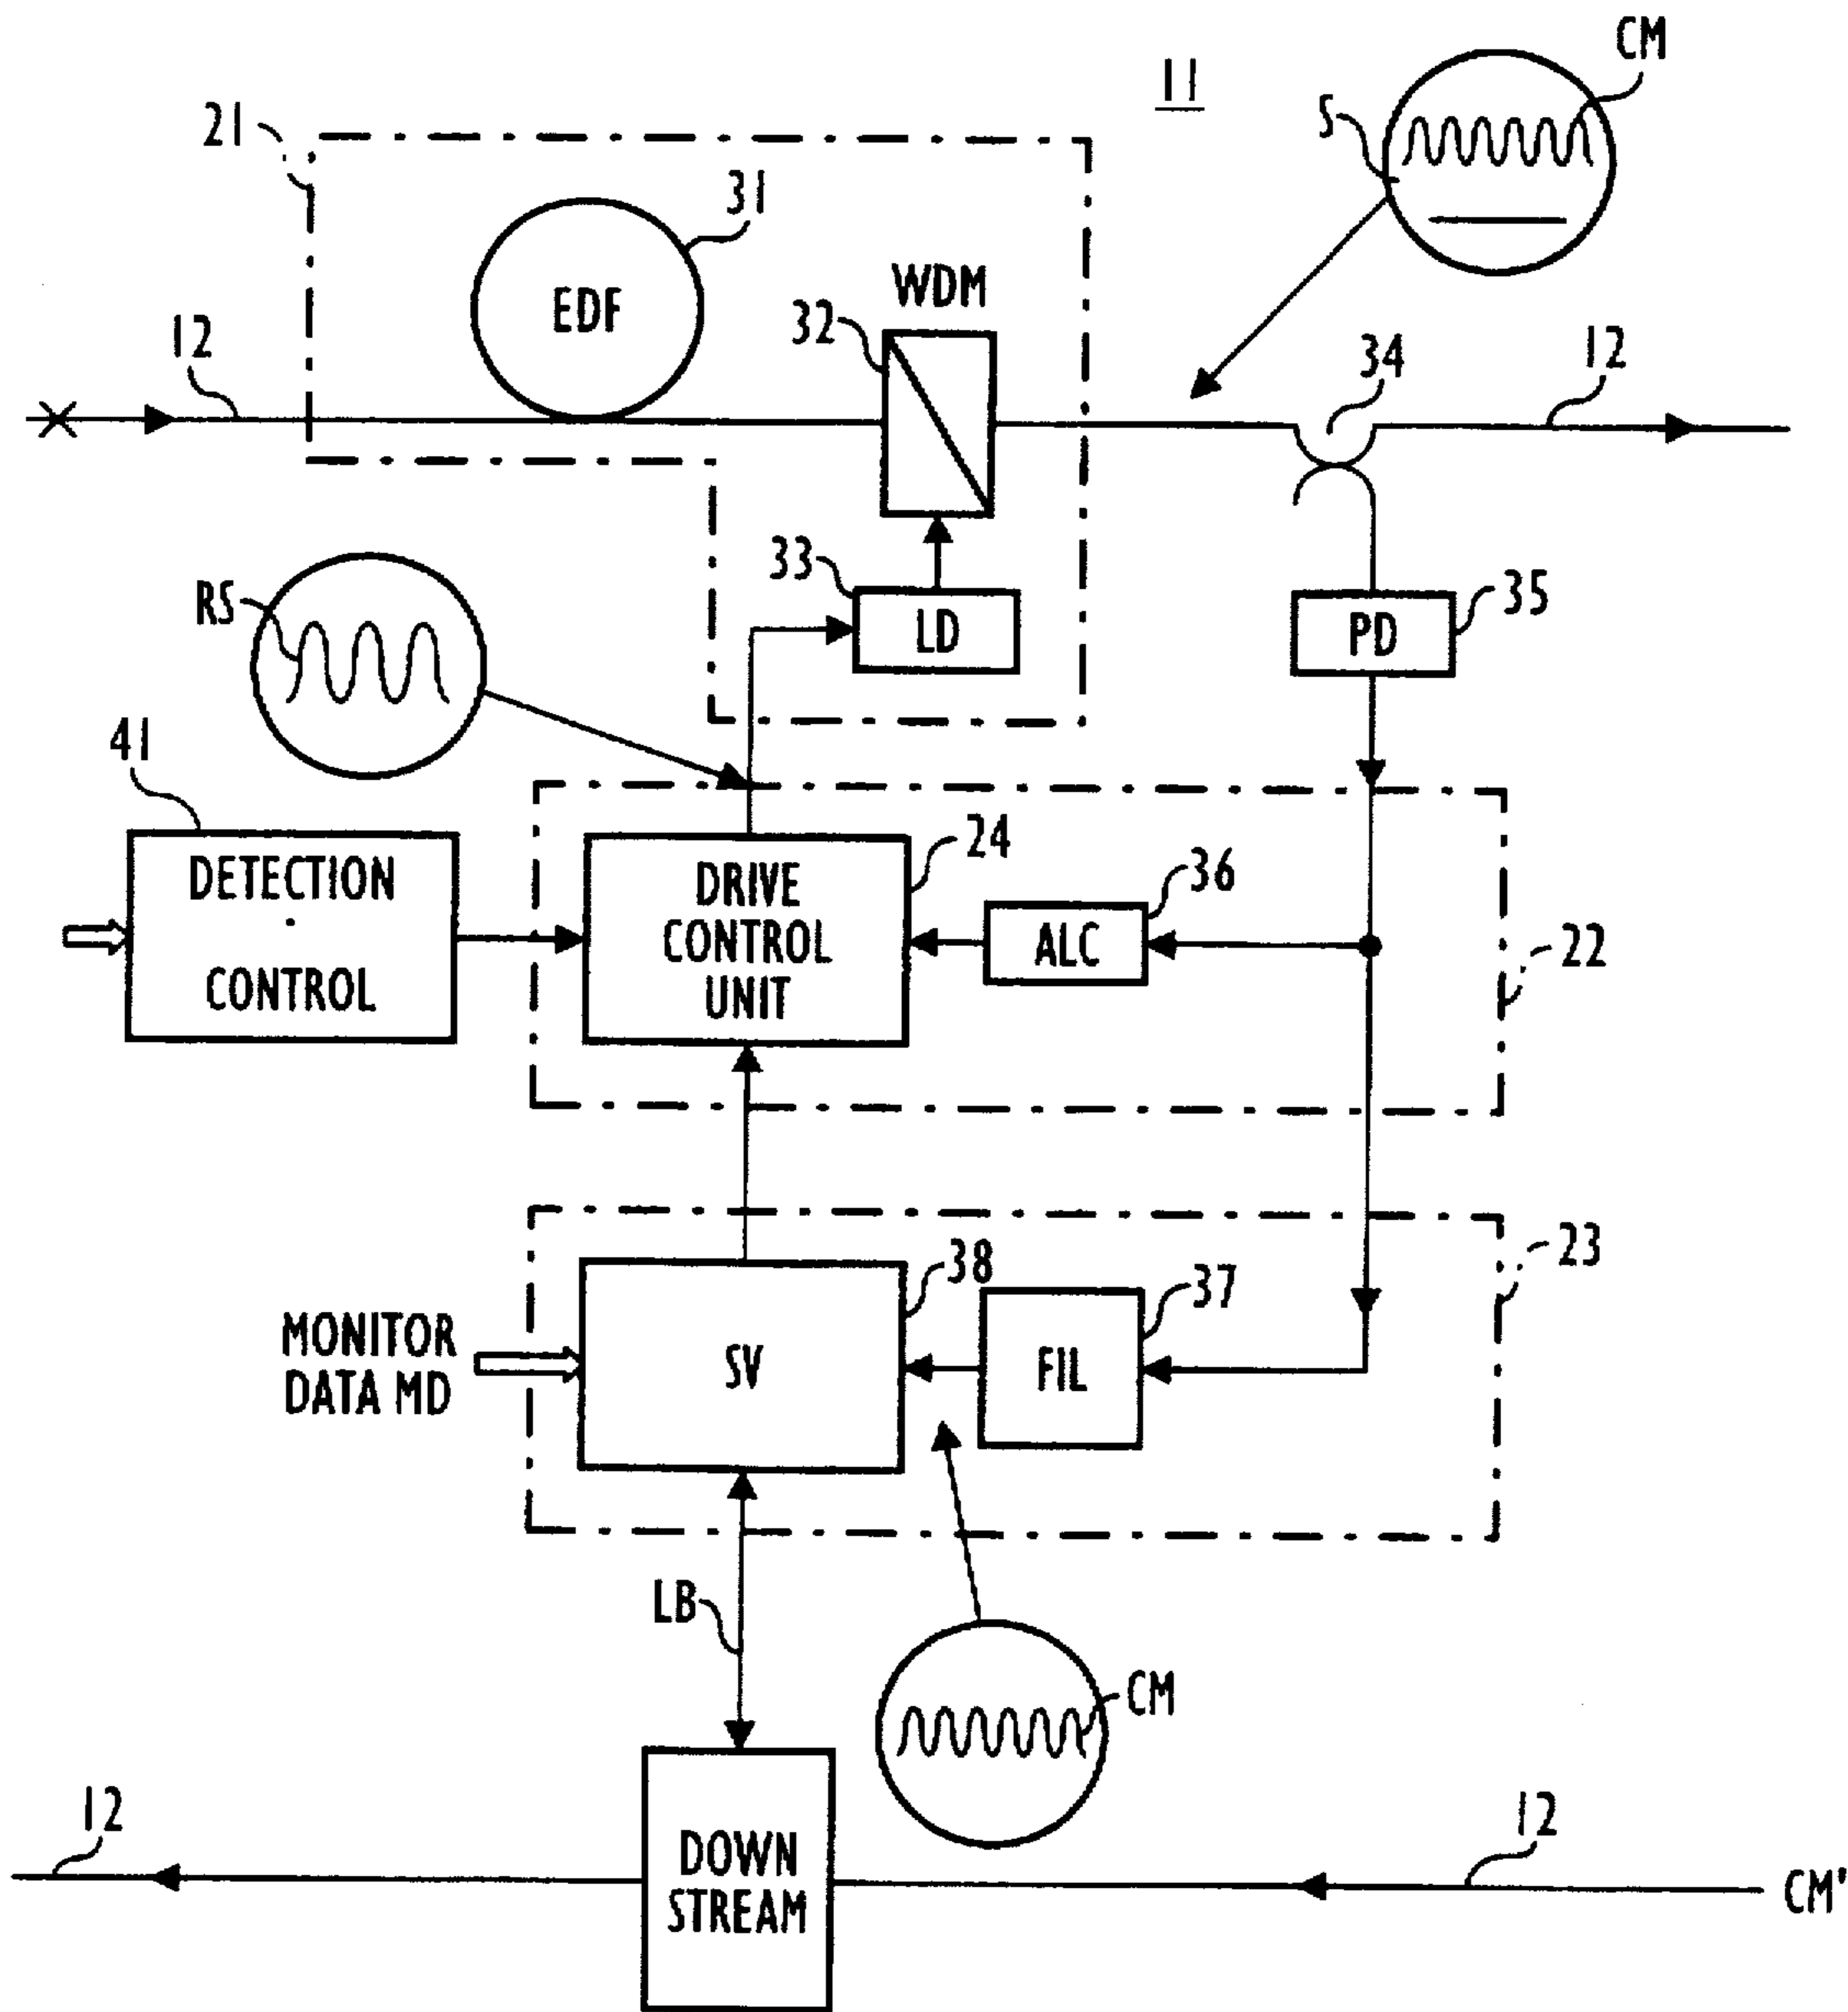 CM
11
S
21
31
EDF
WDM
32
12
34
12
33
LD
35
PD
RS
41
DETECTION
·
CONTROL
24
DRIVE
CONTROL
UNIT
36
ALC
22
23
38
37
MONITOR
DATA MD
SV
FIL
LB
CM
12
DOWN
STREAM
12
CM'